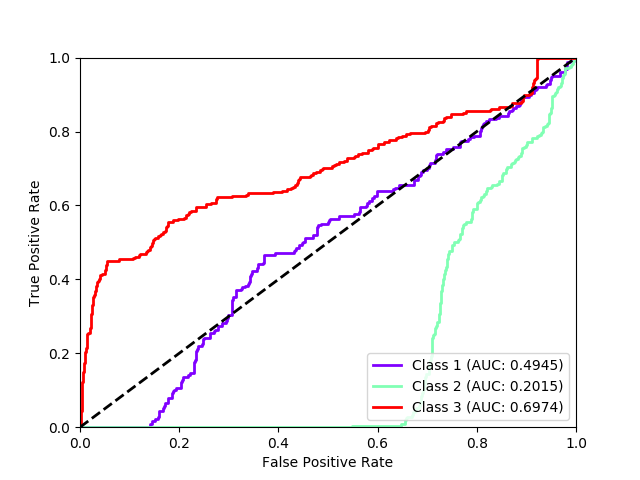 1.0
0.8
0.6
0.4
0.2
0.0
True Positive Rate
Class 1 (AUC: 0.4945)
Class 2 (AUC: 0.2015)
Class 3 (AUC: 0.6974)
0.0 0.2 0.4 0.6 0.8 1.0
False Positive Rate